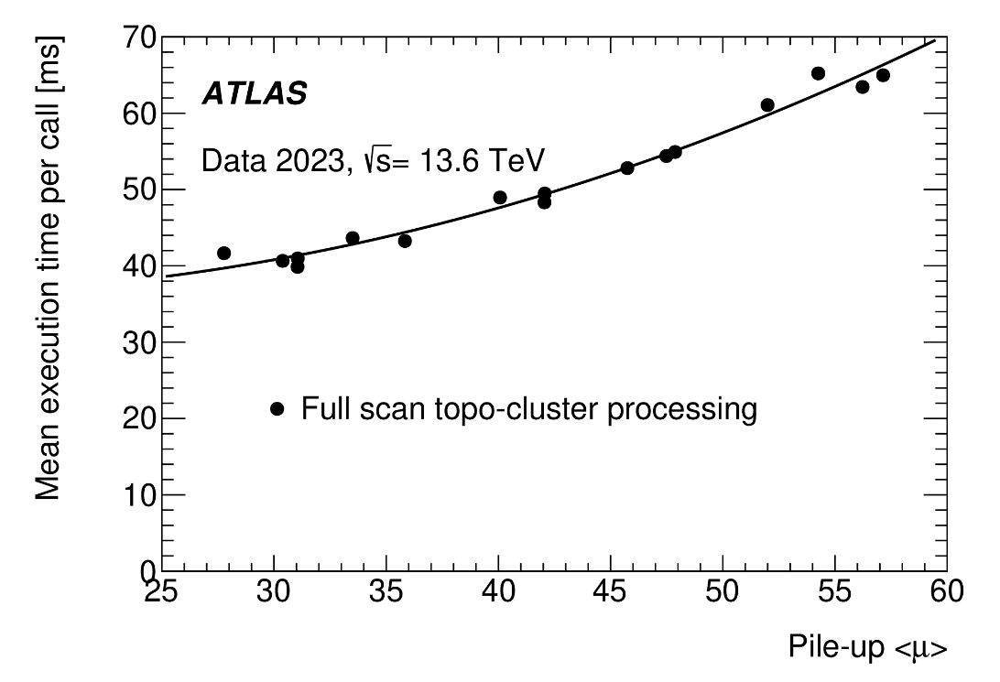 Mean execution time per call [ms]
70
60
50
40
30
20
10
0
ATLAS
Data 2023, √s= 13.6 TeV
Full scan topo-cluster processing
25 30 35 40 45 50 55 60
Pile-up <μ>